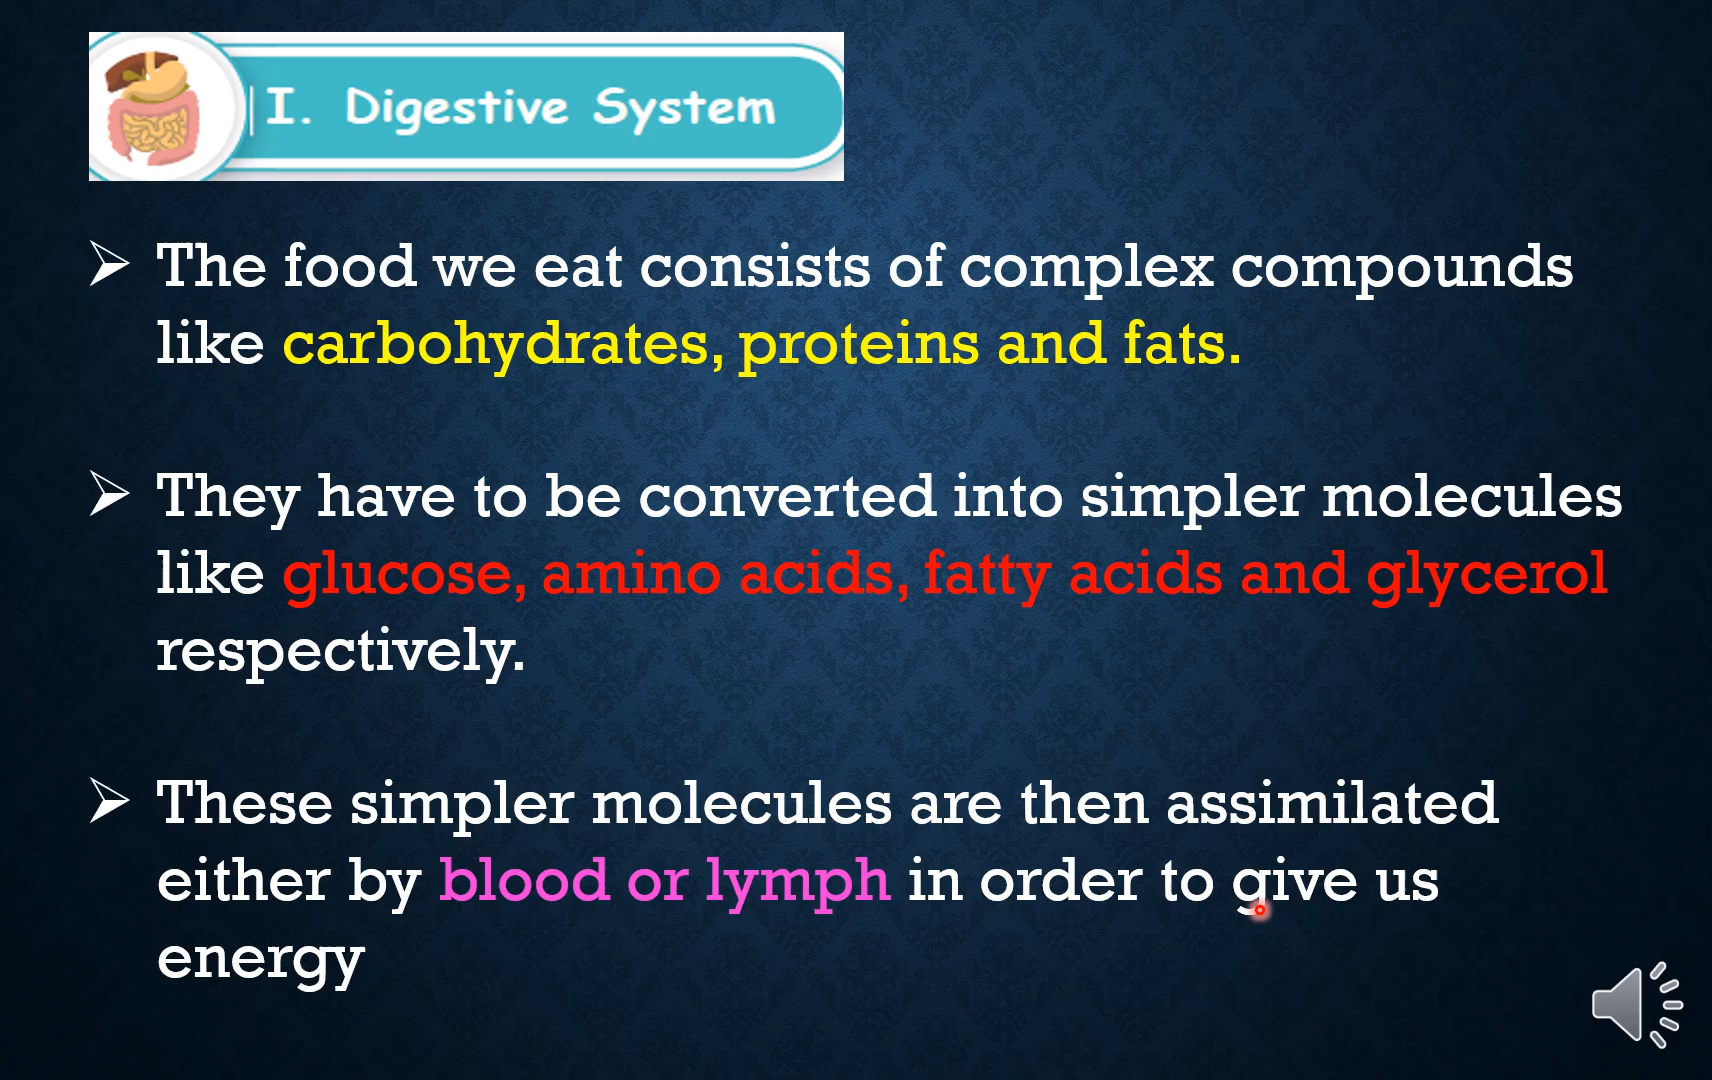 I. Digestive System
The food we eat consists of complex compounds
like carbohydrates, proteins and fats.
They have to be converted into simpler molecules
like glucose, amino acids, fatty acids and glycerol
respectively.
These simpler molecules are then assimilated
either by blood or lymph in order to give us
energy